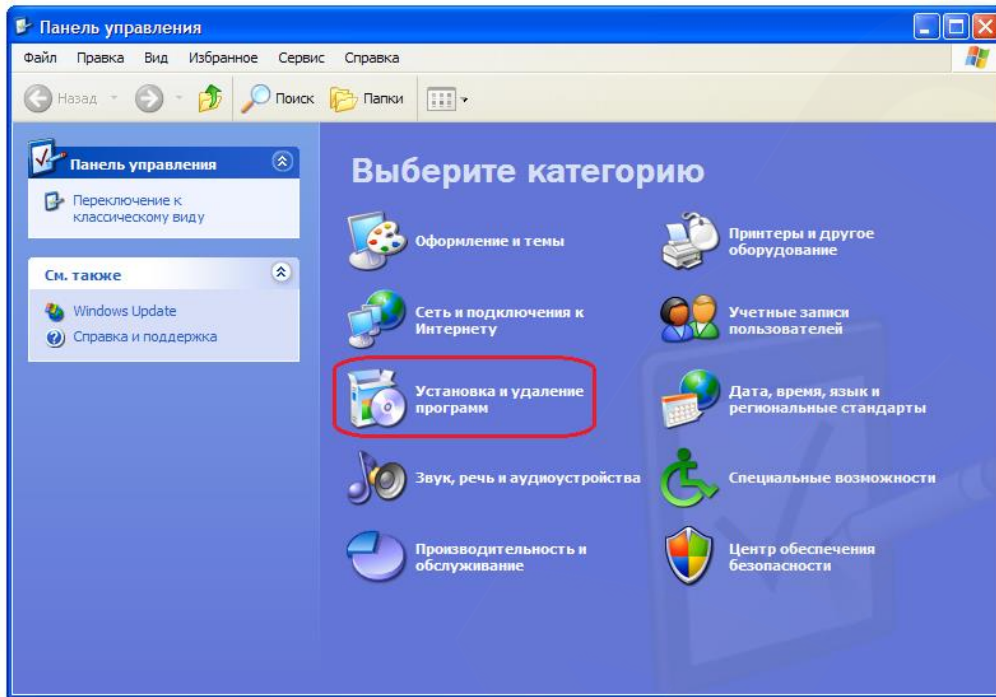 Панель управления
Файл Правка Вид Избранное Сервис Справка
Назад Поиск Папки
Панель управления
Переключение к
классическому виду
См. также
Windows Update
Справка и поддержка
Выберите категорию
Оформление и темы
Принтеры и другое
оборудование
Сеть и подключения к
Интернету
Учетные записи
пользователей
Установка и удаление
программ
Дата, время, язык и
региональные стандарты
Звук, речь и аудиоустройства
Специальные возможности
Производительность и
обслуживание
Центр обеспечения
безопасности